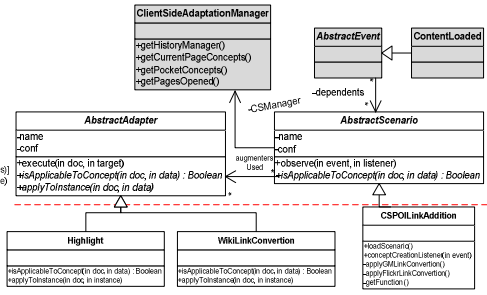 ClientSideAdaptationManager
+getHistoryManager()
+getCurrentPageConcepts()
+getPocketConcepts()
+getPagesOpened()
AbstractEvent
ContentLoaded
-dependents
*
*
-CSManager
AbstractAdapter
-name
-conf
+execute(in doc, in target)
+isApplicableToConcept(in doc, in data) : Boolean
+applyToInstance(in doc, in data)
s)]
e)
augmenters
Used
*
*
AbstractScenario
-name
-conf
+observe(in event, in listener)
+isApplicableToConcept(in doc, in data) : Boolean
Highlight
+isApplicableToConcept(in doc, in data) : Boolean
+applyToInstance(in doc, in instance)
WikiLinkConvertion
+isApplicableToConcept(in doc, in data) : Boolean
+applyToInstance(in doc, in instance)
CSPOILinkAddition
+loadScenario()
+conceptCreationListener(in event)
-applyGMLinkConvertion()
-applyFlickrLinkConvertion()
-getFunction()